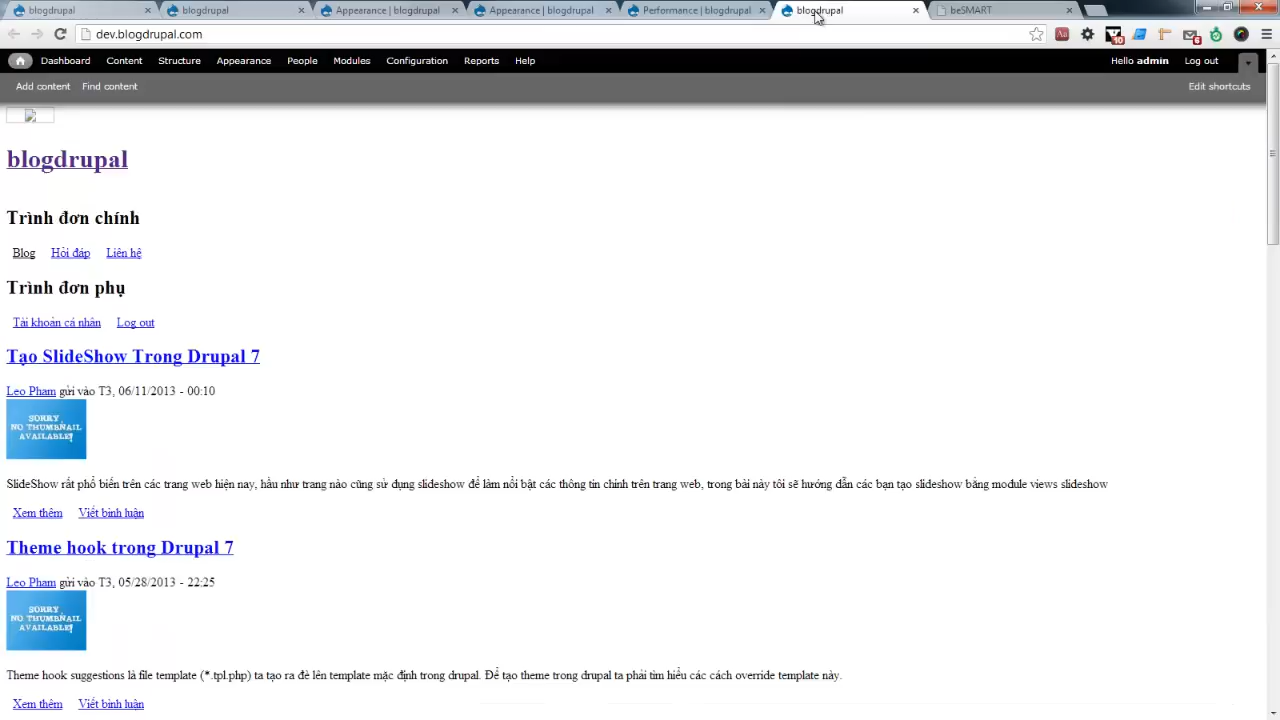 blogdrupal blogdrupal Appearance | blogdrupal Appearance | blogdrupal Performance | blogdrupal blogdrupal beSMART
dev.blogdrupal.com
10 6
Dashboard Content Structure Appearance People Modules Configuration Reports Help Hello admin Log out
Add content Find content Edit shortcuts
blogdrupal
Trình đơn chính
Blog Hỏi đáp Liên hệ
Trình đơn phụ
Tài khoản cá nhân Log out
Tạo SlideShow Trong Drupal 7
Leo Pham gửi vào T3, 06/11/2013 - 00:10
SORRY
NO THUMBNAIL
AVAILABLE!
SlideShow rất phổ biến trên các trang web hiện nay, hầu như trang nào cũng sử dụng slideshow để làm nổi bật các thông tin chính trên trang web, trong bài này tôi sẽ hướng dẫn các bạn tạo slideshow bằng module views slideshow
Xem thêm Viết bình luận
Theme hook trong Drupal 7
Leo Pham gửi vào T3, 05/28/2013 - 22:25
SORRY
NO THUMBNAIL
AVAILABLE!
Theme hook suggestions là file template (*.tpl.php) ta tạo ra đè lên template mặc định trong drupal. Để tạo theme trong drupal ta phải tìm hiểu các cách override template này.
Xem thêm Viết bình luận